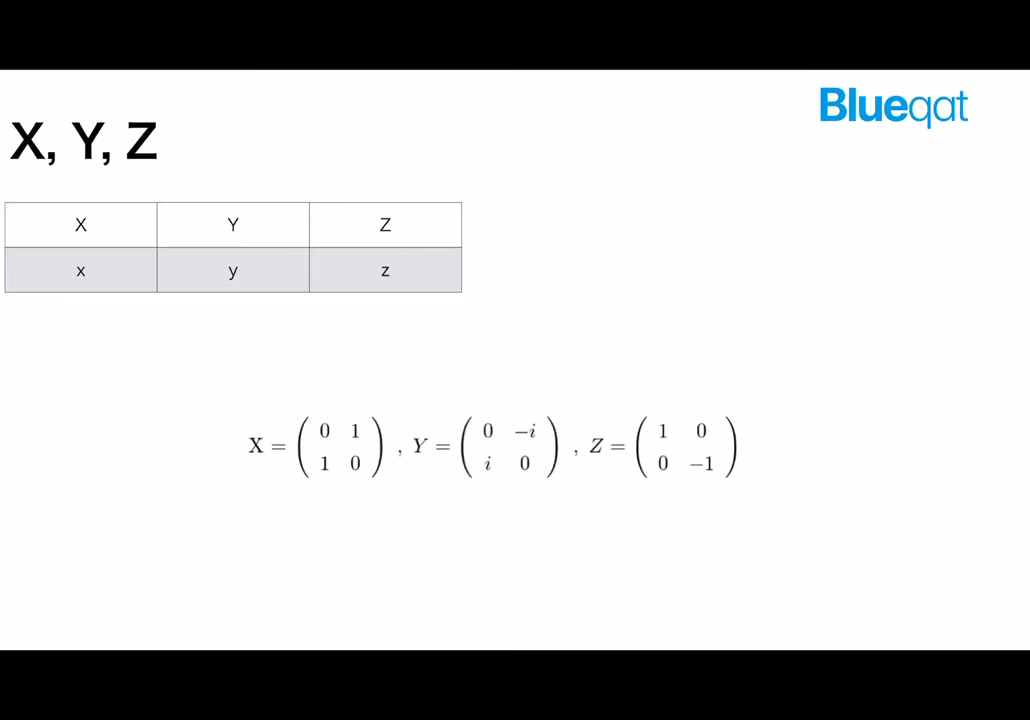 Blueqat
X, Y, Z
X Y Z
x y z
X = ( 0 1 ) , Y = ( 0 −i ) , Z = ( 1 0 )
( 1 0 ) ( i 0 ) ( 0 −1 )